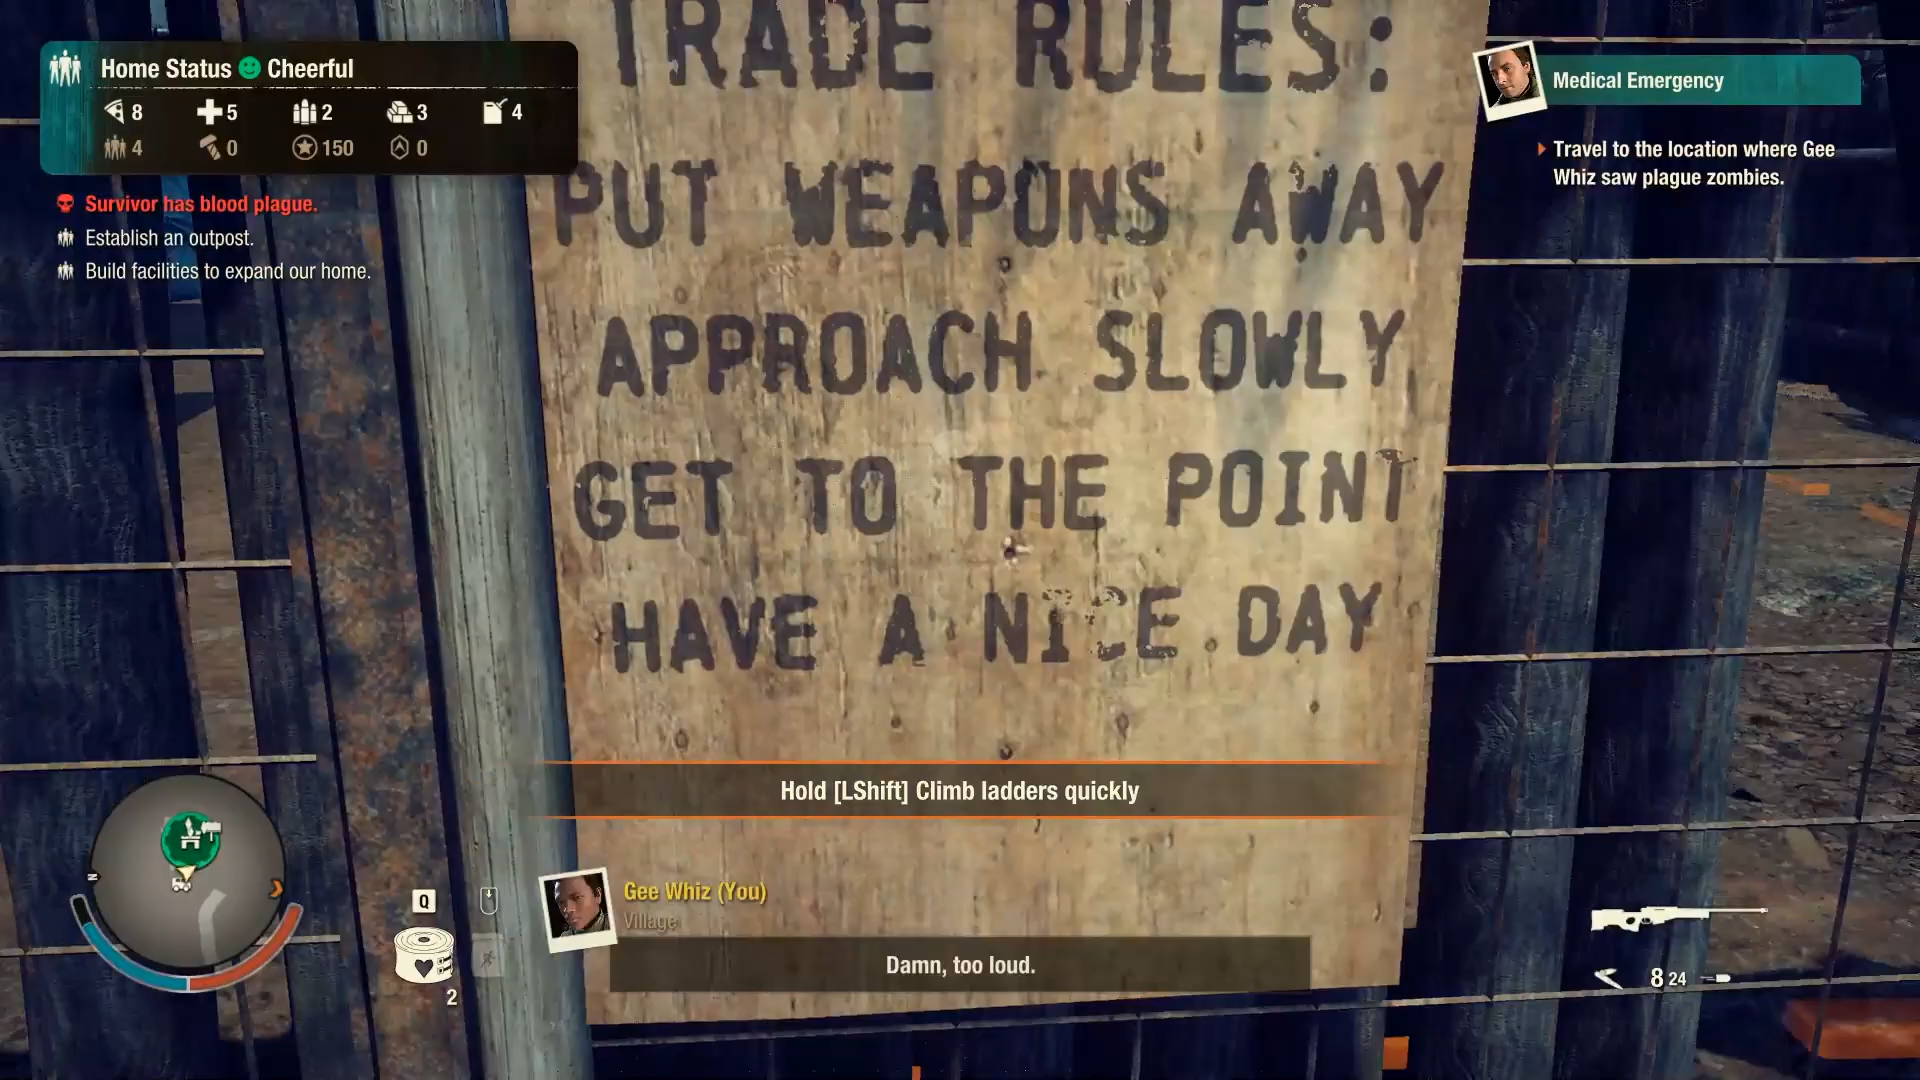 TRADE RULES:
PUT WEAPONS AWAY
APPROACH SLOWLY
GET TO THE POINT
HAVE A NICE DAY
Home Status Cheerful
8 5 2 3 4
4 0 150 0
Survivor has blood plague.
Establish an outpost.
Build facilities to expand our home.
Medical Emergency
Travel to the location where Gee
Whiz saw plague zombies.
Hold [LShift] Climb ladders quickly
N
Q
2
Gee Whiz (You)
Village
Damn, too loud.
8 24